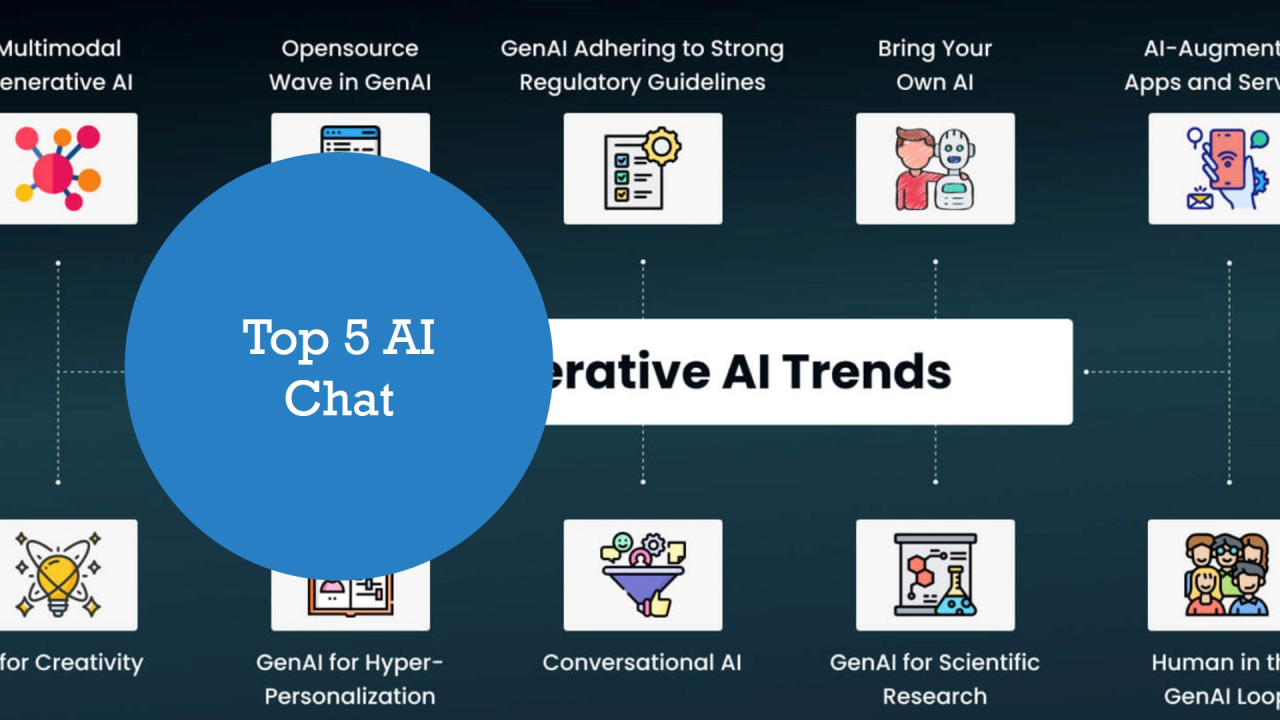 Multimodal
enerative AI
Opensource
Wave in GenAI
GenAI Adhering to Strong
Regulatory Guidelines
Bring Your
Own AI
AI-Augment
Apps and Serv
Top 5 AI
Chat
erative AI Trends
for Creativity
GenAI for Hyper-
Personalization
Conversational AI
GenAI for Scientific
Research
Human in th
GenAI Loop